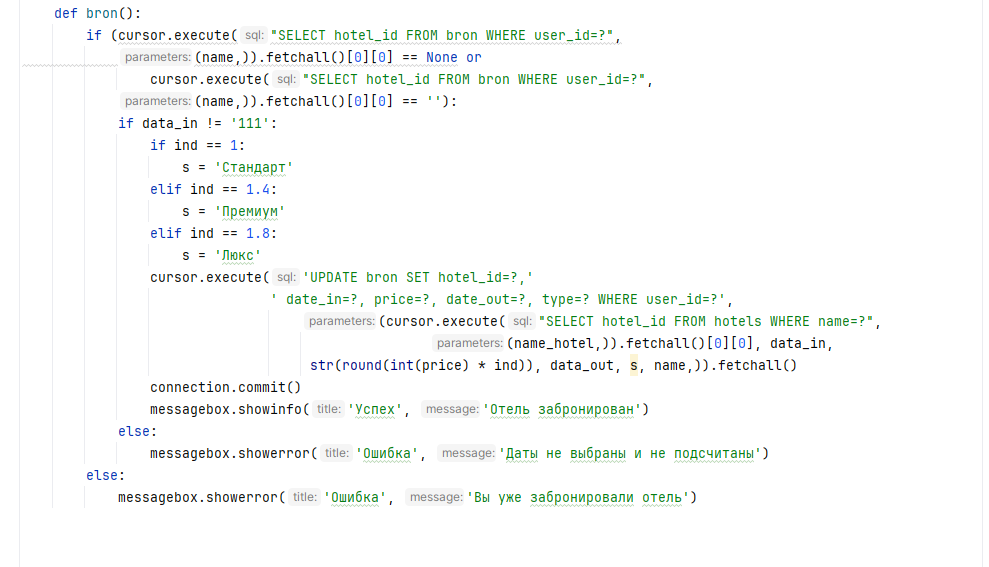 def bron():
if (cursor.execute( sql: "SELECT hotel_id FROM bron WHERE user_id=?",
parameters: (name,)).fetchall()[0][0] == None or
cursor.execute( sql: "SELECT hotel_id FROM bron WHERE user_id=?",
parameters: (name,)).fetchall()[0][0] == ''):
if data_in != '111':
if ind == 1:
s = 'Стандарт'
elif ind == 1.4:
s = 'Премиум'
elif ind == 1.8:
s = 'Люкс'
cursor.execute( sql: 'UPDATE bron SET hotel_id=?,'
' date_in=?, price=?, date_out=?, type=? WHERE user_id=?',
parameters: (cursor.execute( sql: "SELECT hotel_id FROM hotels WHERE name=?",
parameters: (name_hotel,)).fetchall()[0][0], data_in,
str(round(int(price) * ind)), data_out, s, name,)).fetchall()
connection.commit()
messagebox.showinfo( title: 'Успех', message: 'Отель забронирован')
else:
messagebox.showerror( title: 'Ошибка', message: 'Даты не выбраны и не подсчитаны')
else:
messagebox.showerror( title: 'Ошибка', message: 'Вы уже забронировали отель')